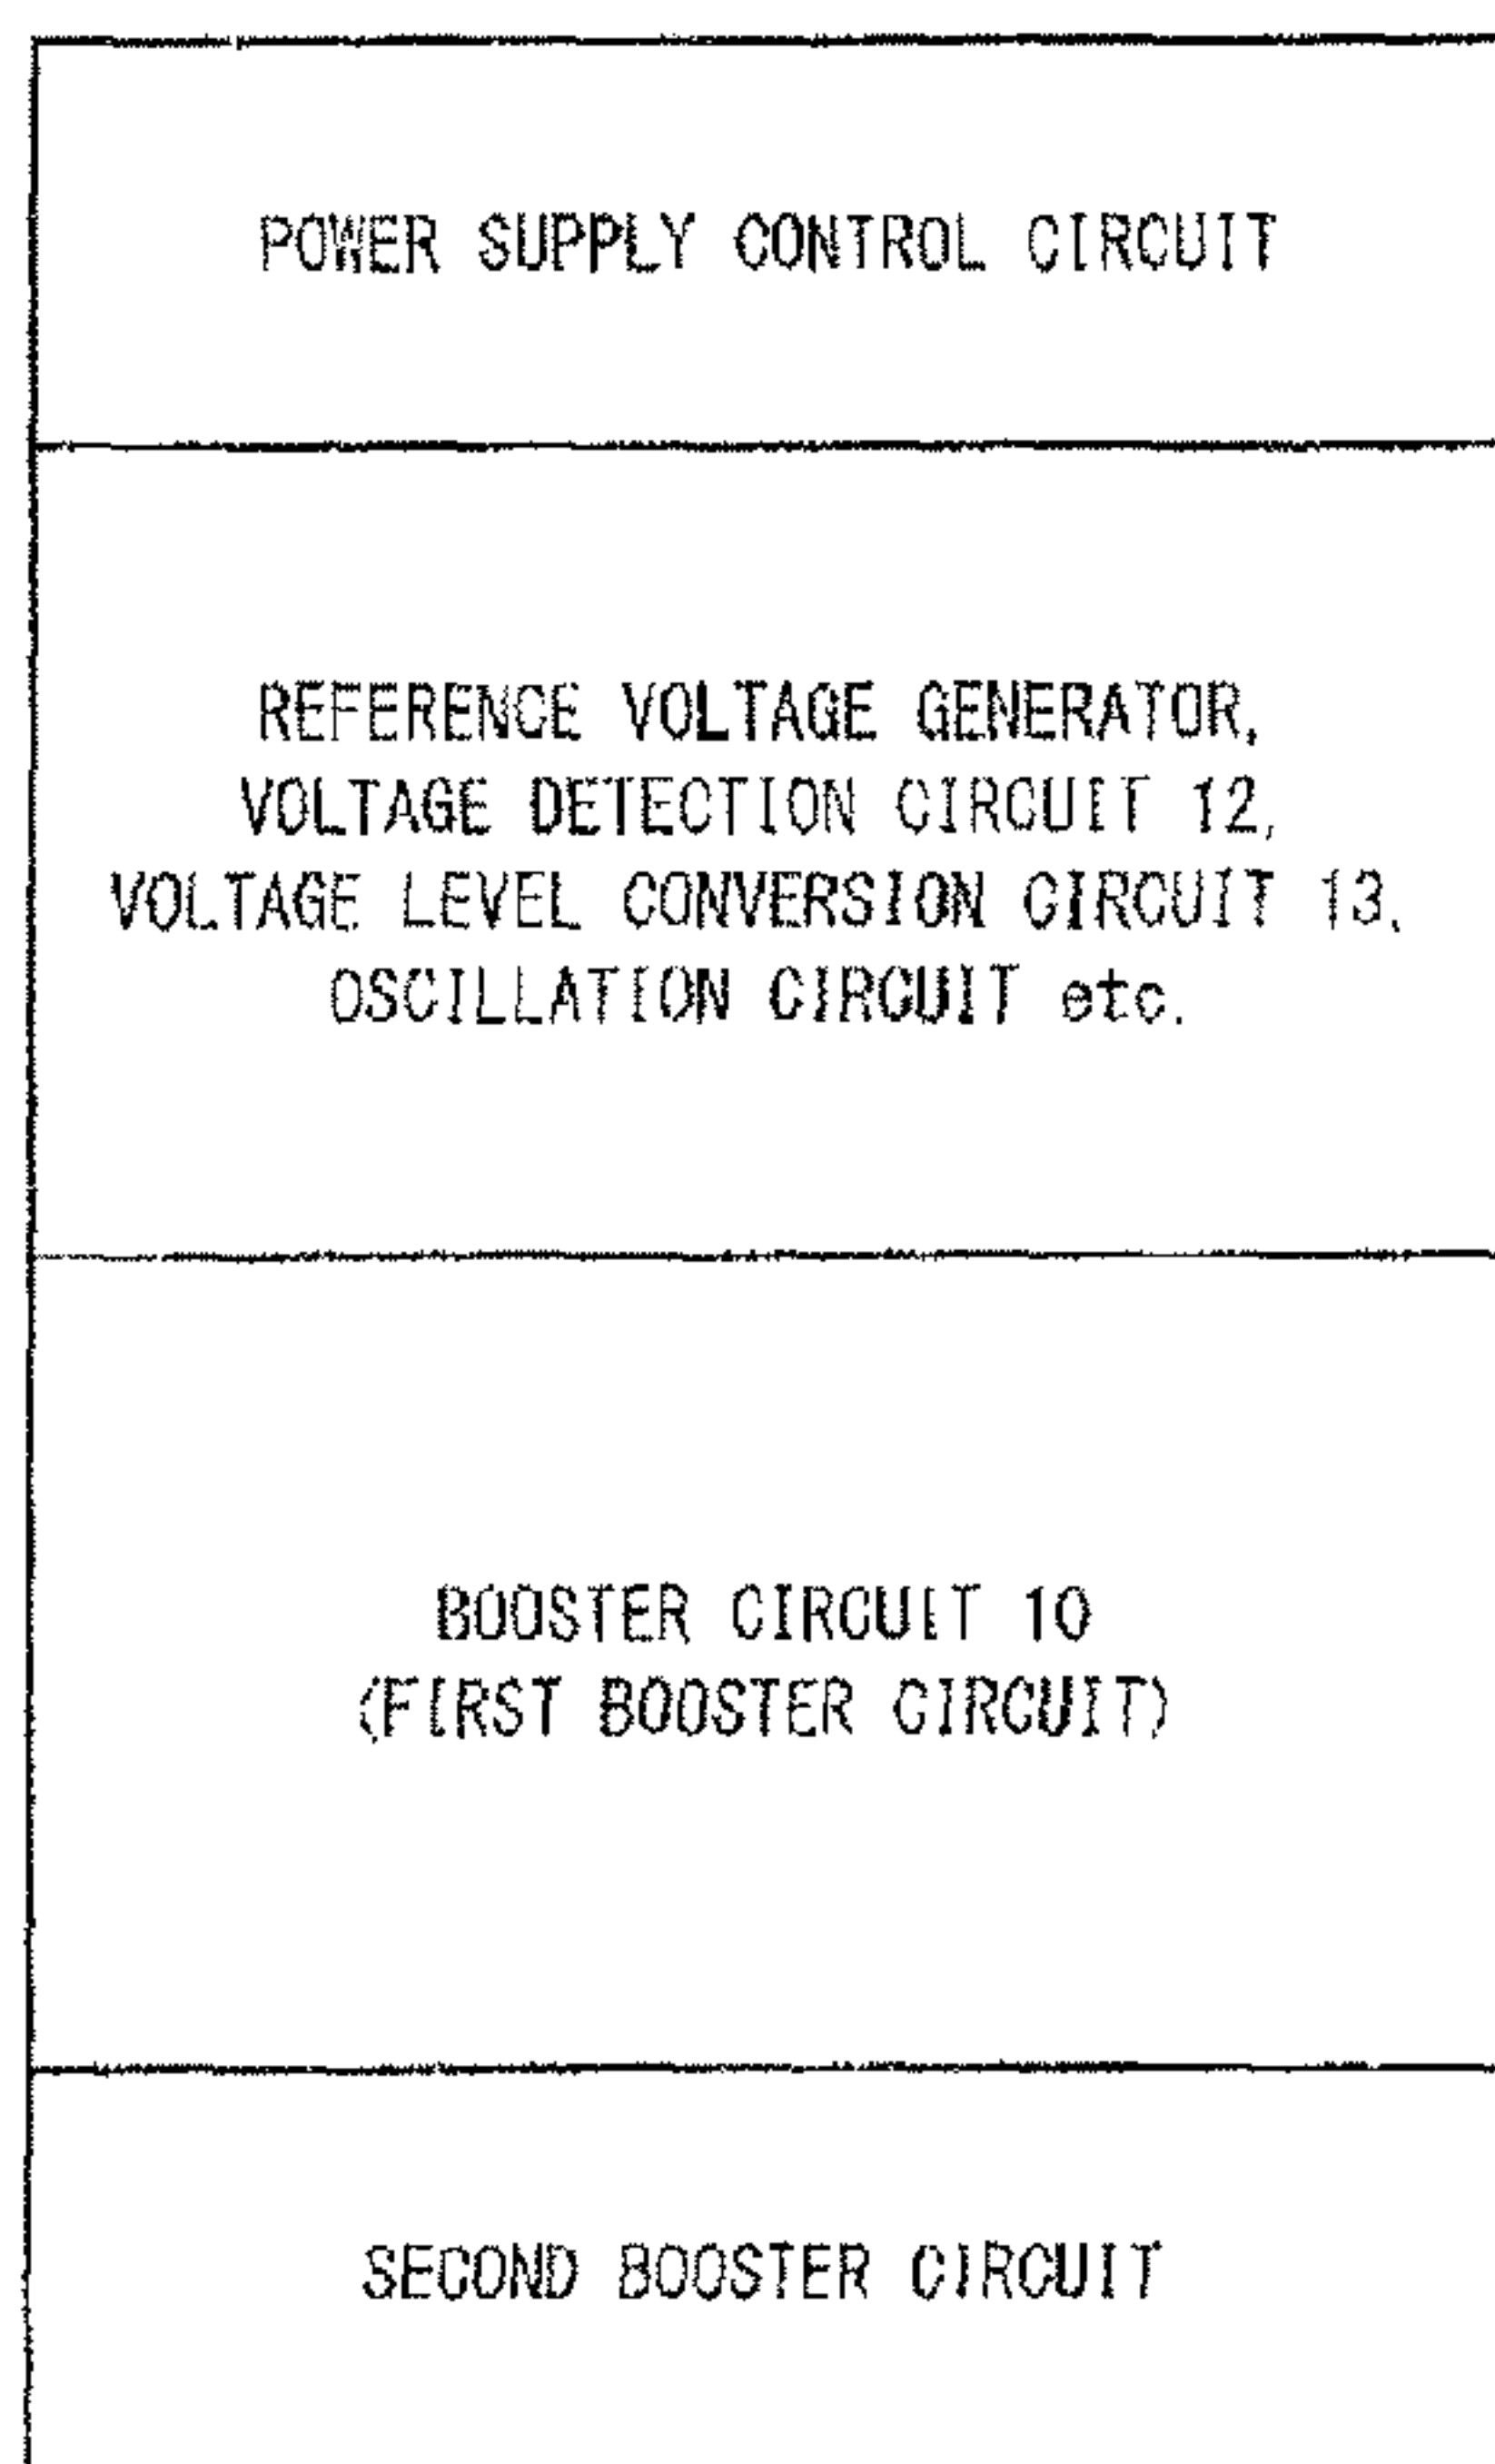 POWER SUPPLY CONTROL CIRCUIT
REFERENCE VOLTAGE GENERATOR,
VOLTAGE DETECTION CIRCUIT 12,
VOLTAGE LEVEL CONVERSION CIRCUIT 13,
OSCILLATION CIRCUIT etc.
BOOSTER CIRCUIT 10
(FIRST BOOSTER CIRCUIT)
SECOND BOOSTER CIRCUIT